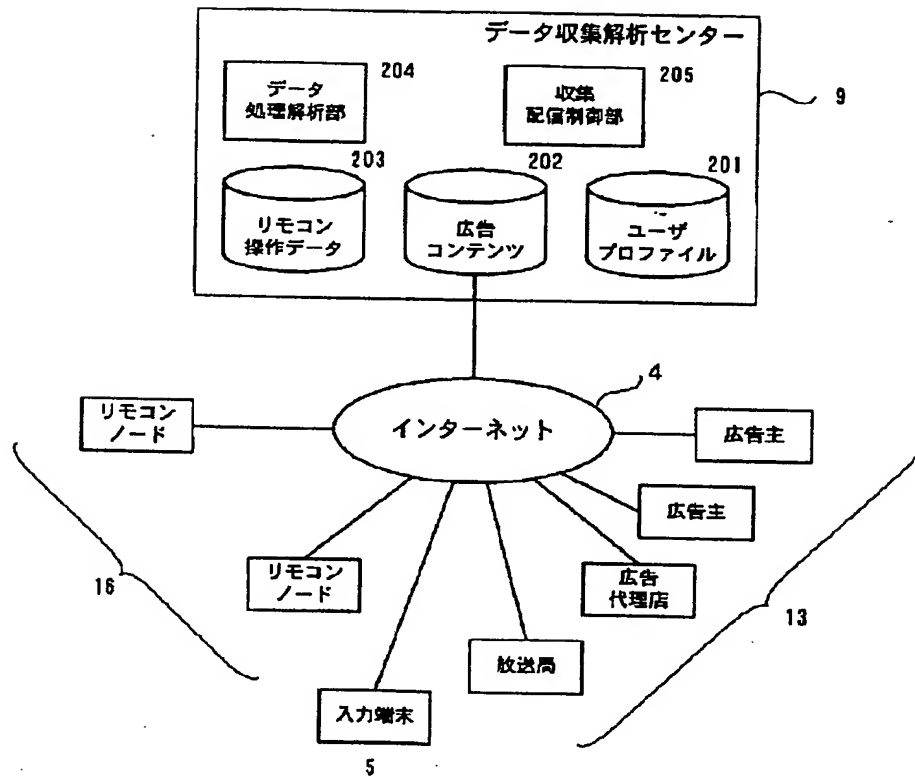 データ収集解析センター
204
205
データ
処理解析部
収集
配信制御部
9
203
202
201
リモコン
操作データ
広告
コンテンツ
ユーザ
プロファイル
4
リモコン
ノード
インターネット
広告主
広告主
リモコン
ノード
広告
代理店
16
13
放送局
入力端末
5